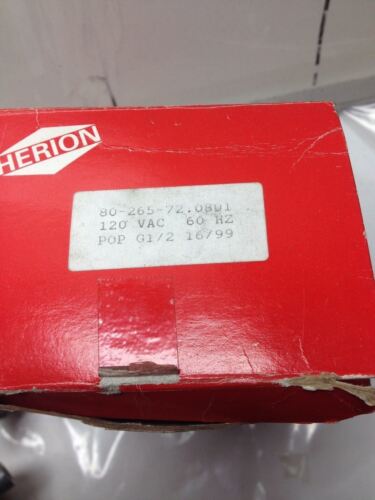 HERION
80-265-72.0801
120 VAC 60 HZ
POP G1/2 16/99